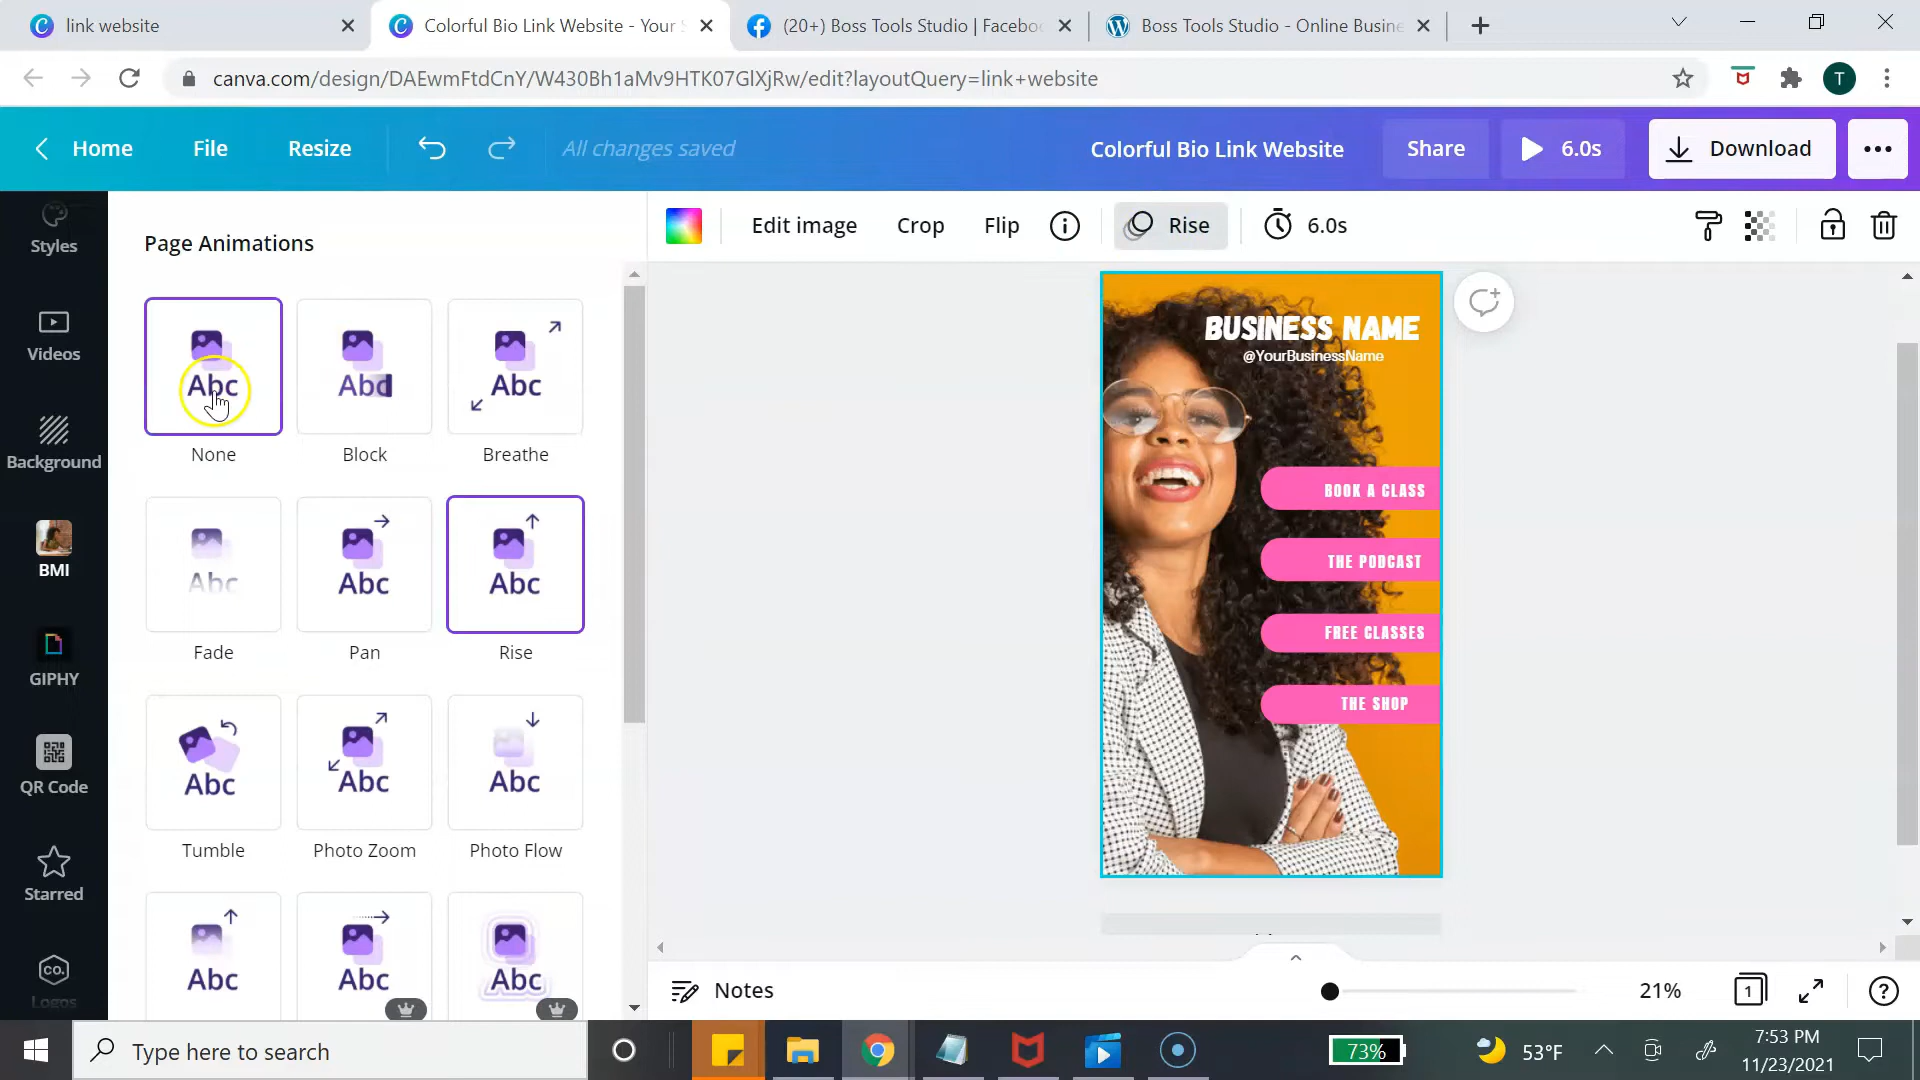 link website
Colorful Bio Link Website - Your S
(20+) Boss Tools Studio | Faceboo
Boss Tools Studio - Online Busine
canva.com/design/DAEwmFtdCnY/W430Bh1aMv9HTK07GlXjRw/edit?layoutQuery=link+website
T
Home
File
Resize
All changes saved
Colorful Bio Link Website
Share
6.0s
Download
Styles
Videos
Background
BMI
GIPHY
QR Code
Starred
co.
Logos
Page Animations
Abc
None
Abc
Block
Abc
Breathe
Abc
Fade
Abc
Pan
Abc
Rise
Abc
Tumble
Abc
Photo Zoom
Abc
Photo Flow
Abc
Abc
Abc
Edit image
Crop
Flip
Rise
6.0s
BUSINESS NAME
@YourBusinessName
BOOK A CLASS
THE PODCAST
FREE CLASSES
THE SHOP
Notes
21%
1
Type here to search
73%
53°F
7:53 PM
11/23/2021